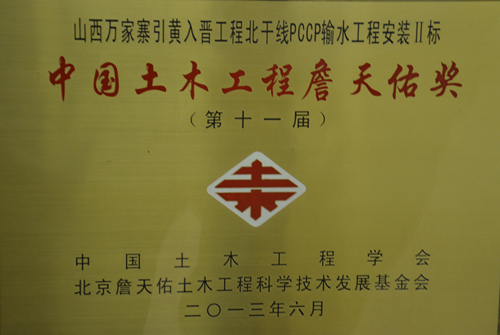 山西万家寨引黄入晋工程北干线PCCP输水工程安装Ⅱ标
中国土木工程詹天佑奖
（第十一届）
中国土木工程学会
北京詹天佑土木工程科学技术发展基金会
二〇一三年六月